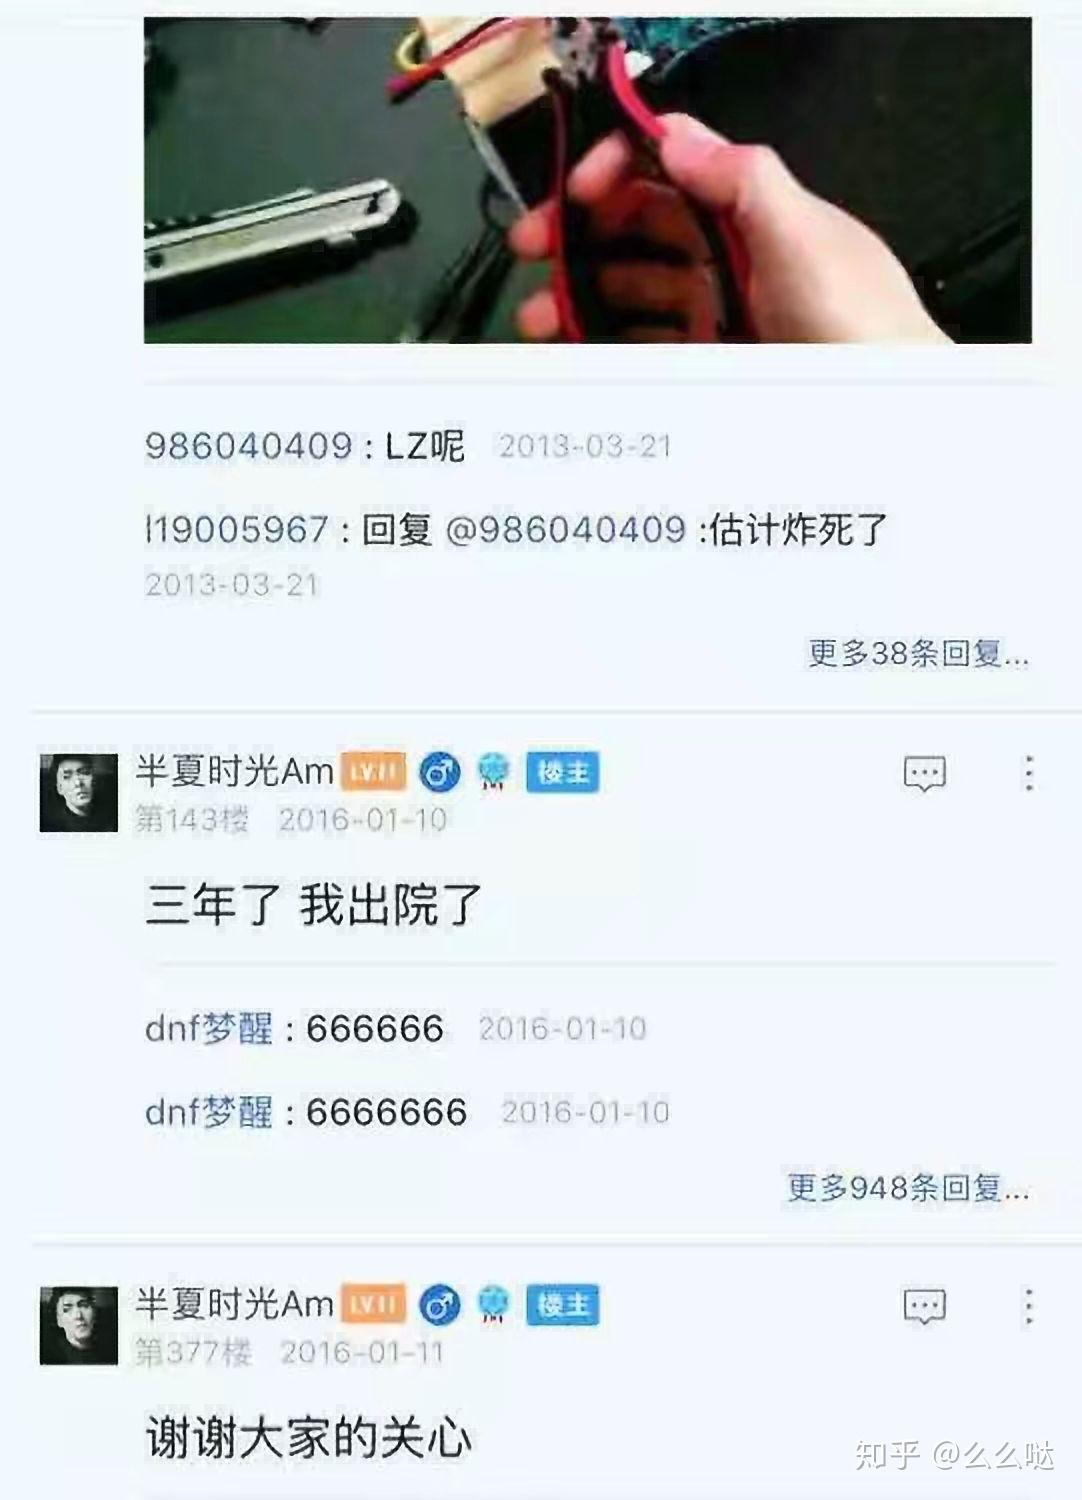 986040409 : LZ呢 2013-03-21
l19005967 : 回复 @986040409 :估计炸死了
2013-03-21
更多38条回复...
半夏时光Am LV.11 楼主
第143楼 2016-01-10
三年了 我出院了
dnf梦醒 : 666666 2016-01-10
dnf梦醒 : 6666666 2016-01-10
更多948条回复...
半夏时光Am LV.11 楼主
第377楼 2016-01-11
谢谢大家的关心
知乎 @么么哒